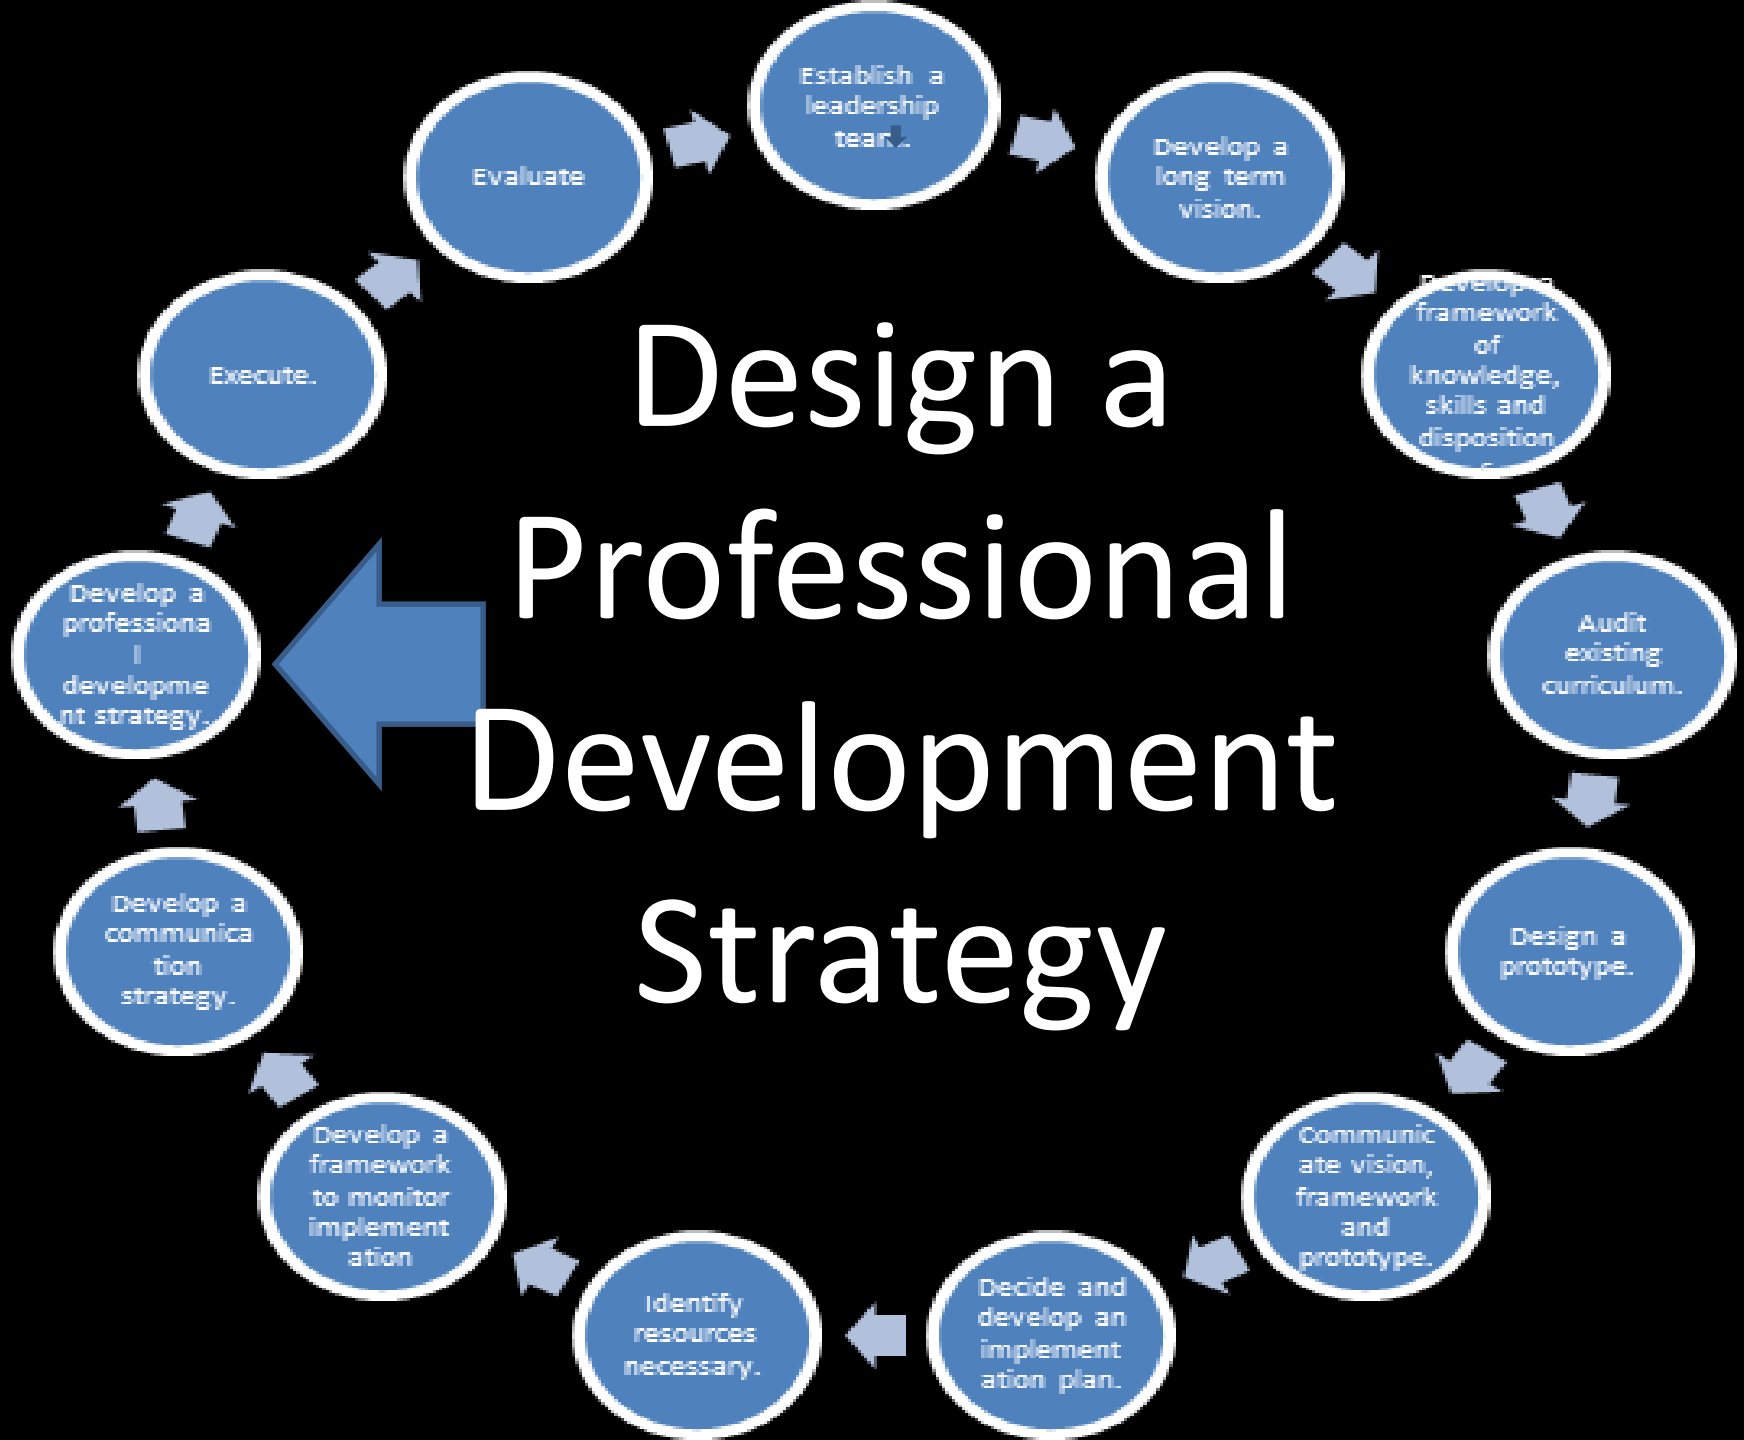 Establish a
leadership
team.
Develop a
long term
vision.
Develop a
framework
of
knowledge,
skills and
disposition
s.
Audit
existing
curriculum.
Design a
prototype.
Communic
ate vision,
framework
and
prototype.
Decide and
develop an
implement
ation plan.
Identify
resources
necessary.
Develop a
framework
to monitor
implement
ation
Develop a
communica
tion
strategy.
Develop a
professiona
l
developme
nt strategy.
Execute.
Evaluate
Design a
Professional
Development
Strategy